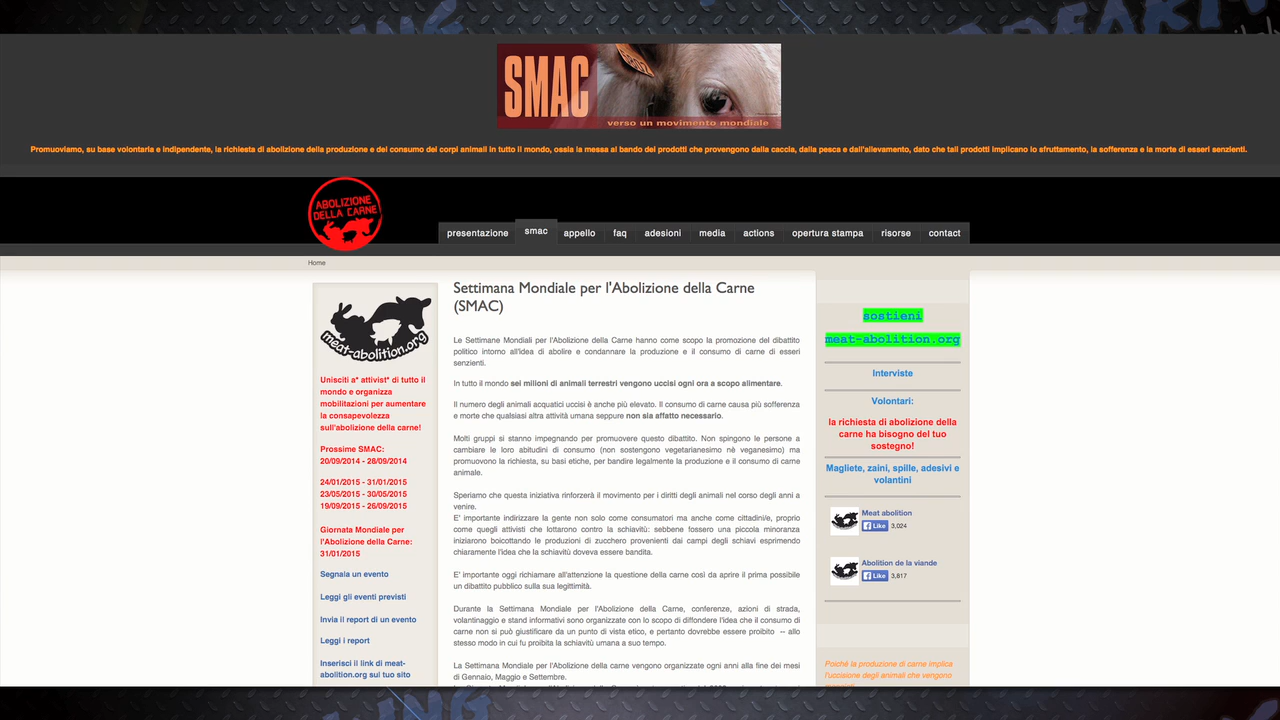 SMAC
verso un movimento mondiale
Promuoviamo, su base volontaria e indipendente, la richiesta di abolizione della produzione e del consumo dei corpi animali in tutto il mondo, ossia la messa al bando dei prodotti che provengono dalla caccia, dalla pesca e dall'allevamento, dato che tali prodotti implicano lo sfruttamento, la sofferenza e la morte di esseri senzienti.
ABOLIZIONE
DELLA CARNE
presentazione smac appello faq adesioni media actions opertura stampa risorse contact
Home
meat-abolition.org
Unisciti a* attivist* di tutto il
mondo e organizza
mobilitazioni per aumentare
la consapevolezza
sull'abolizione della carne!
Prossime SMAC:
20/09/2014 - 28/09/2014
24/01/2015 - 31/01/2015
23/05/2015 - 30/05/2015
19/09/2015 - 26/09/2015
Giornata Mondiale per
l'Abolizione della Carne:
31/01/2015
Segnala un evento
Leggi gli eventi previsti
Invia il report di un evento
Leggi i report
Inserisci il link di meat-
abolition.org sul tuo sito
Settimana Mondiale per l'Abolizione della Carne
(SMAC)
Le Settimane Mondiali per l'Abolizione della Carne hanno come scopo la promozione del dibattito
politico intorno all'idea di abolire e condannare la produzione e il consumo di carne di esseri
senzienti.
In tutto il mondo sei milioni di animali terrestri vengono uccisi ogni ora a scopo alimentare.
Il numero degli animali acquatici uccisi è anche più elevato. Il consumo di carne causa più sofferenza
e morte che qualsiasi altra attività umana seppure non sia affatto necessario.
Molti gruppi si stanno impegnando per promuovere questo dibattito. Non spingono le persone a
cambiare le loro abitudini di consumo (non sostengono vegetarianesimo nè veganesimo) ma
promuovono la richiesta, su basi etiche, per bandire legalmente la produzione e il consumo di carne
animale.
Speriamo che questa iniziativa rinforzerà il movimento per i diritti degli animali nel corso degli anni a
venire.
E' importante indirizzare la gente non solo come consumatori ma anche come cittadini/e, proprio
come quegli attivisti che lottarono contro la schiavitù: sebbene fossero una piccola minoranza
iniziarono boicottando le produzioni di zucchero provenienti dai campi degli schiavi esprimendo
chiaramente l'idea che la schiavitù doveva essere bandita.
E' importante oggi richiamare all'attenzione la questione della carne così da aprire il prima possibile
un dibattito pubblico sulla sua legittimità.
Durante la Settimana Mondiale per l'Abolizione della Carne, conferenze, azioni di strada,
volantinaggio e stand informativi sono organizzate con lo scopo di diffondere l'idea che il consumo di
carne non si può giustificare da un punto di vista etico, e pertanto dovrebbe essere proibito – allo
stesso modo in cui fu proibita la schiavitù umana a suo tempo.
La Settimana Mondiale per l'Abolizione della carne vengono organizzate ogni anni alla fine dei mesi
di Gennaio, Maggio e Settembre.
sostieni
meat-abolition.org
Interviste
Volontari:
la richiesta di abolizione della
carne ha bisogno del tuo
sostegno!
Magliete, zaini, spille, adesivi e
volantini
Meat abolition
Like 3,024
Abolition de la viande
Like 3,817
Poiché la produzione di carne implica
l'uccisione degli animali che vengono